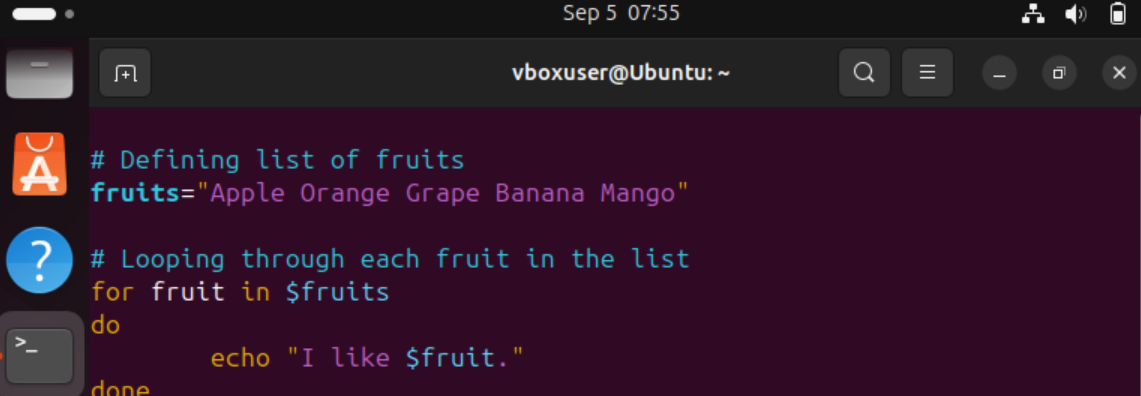 Sep 5 07:55
vboxuser@Ubuntu: ~
# Defining list of fruits
fruits="Apple Orange Grape Banana Mango"
# Looping through each fruit in the list
for fruit in $fruits
do
echo "I like $fruit."
done